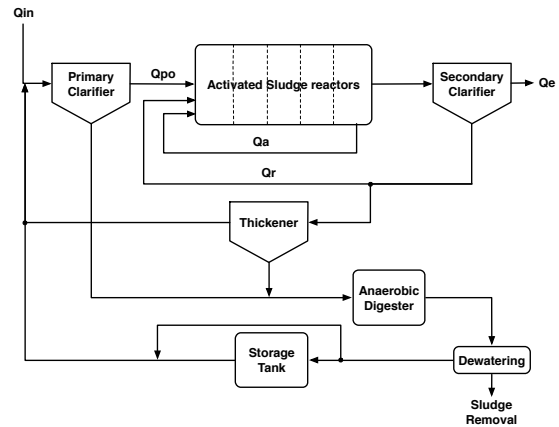 Qin
Primary
Clarifier
Qpo
Activated Sludge reactors
Secondary
Clarifier
Qe
Qa
Qr
Thickener
Anaerobic
Digester
Storage
Tank
Dewatering
Sludge
Removal